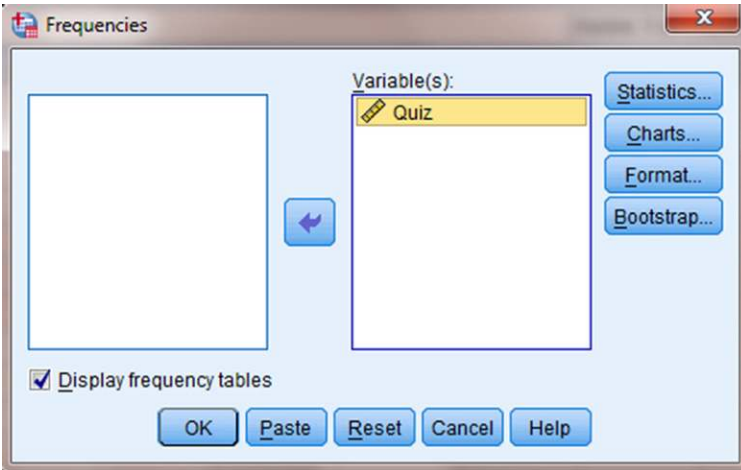 Frequencies
Variable(s):
Quiz
Statistics...
Charts...
Format...
Bootstrap...
Display frequency tables
OK Paste Reset Cancel Help